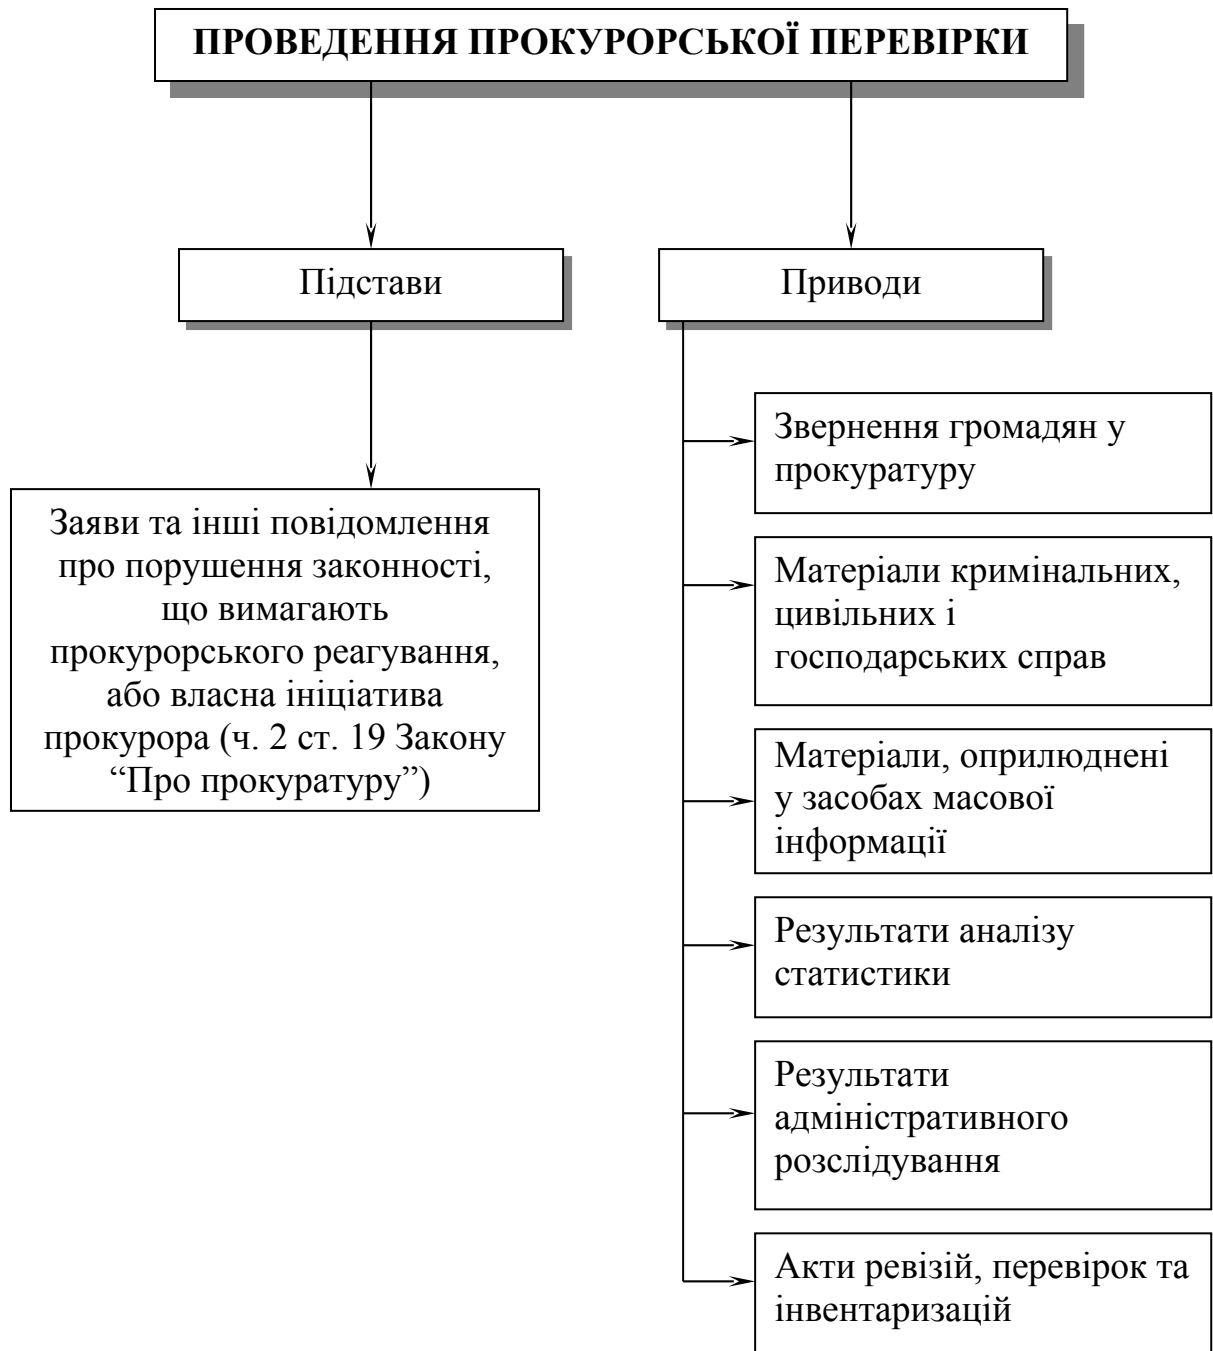 ПРОВЕДЕННЯ ПРОКУРОРСЬКОЇ ПЕРЕВІРКИ
Підстави
Заяви та інші повідомлення
про порушення законності,
що вимагають
прокурорського реагування,
або власна ініціатива
прокурора (ч. 2 ст. 19 Закону
“Про прокуратуру”)
Приводи
Звернення громадян у
прокуратуру
Матеріали кримінальних,
цивільних і
господарських справ
Матеріали, оприлюднені
у засобах масової
інформації
Результати аналізу
статистики
Результати
адміністративного
розслідування
Акти ревізій, перевірок та
інвентаризацій